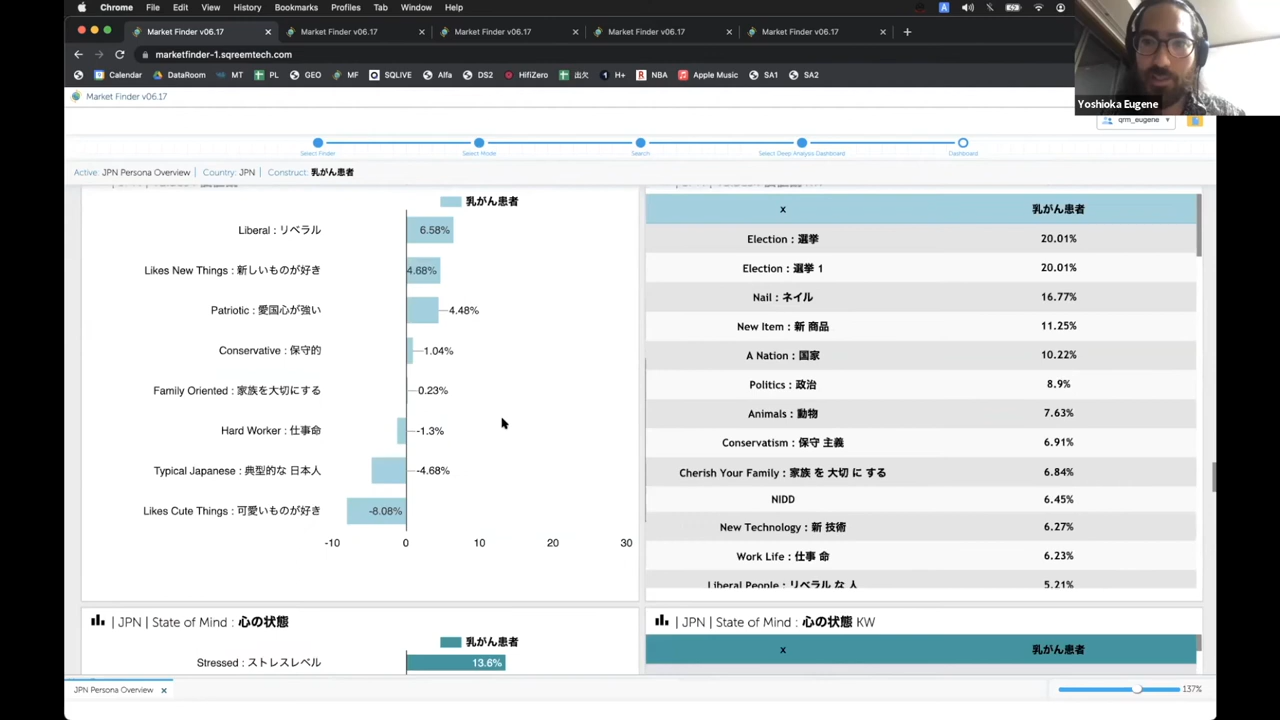 Chrome File Edit View History Bookmarks Profiles Tab Window Help
Market Finder v06.17 Market Finder v06.17 Market Finder v06.17 Market Finder v06.17 Market Finder v06.17
marketfinder-1.sqreemtech.com
Calendar DataRoom MT PL GEO MF SQLIVE Alfa DS2 HifiZero 出欠 H+ NBA Apple Music SA1 SA2
Yoshioka Eugene
Market Finder v06.17
qrm_eugene
Select Finder Select Mode Search Select Deep Analysis Dashboard Dashboard
Active: JPN Persona Overview Country: JPN Construct: 乳がん患者
乳がん患者
Liberal : リベラル 6.58%
Likes New Things : 新しいものが好き 4.68%
Patriotic : 愛国心が強い 4.48%
Conservative : 保守的 1.04%
Family Oriented : 家族を大切にする 0.23%
Hard Worker : 仕事命 -1.3%
Typical Japanese : 典型的な 日本人 -4.68%
Likes Cute Things : 可愛いものが好き -8.08%
-10 0 10 20 30
x 乳がん患者
Election : 選挙 20.01%
Election : 選挙 1 20.01%
Nail : ネイル 16.77%
New Item : 新 商品 11.25%
A Nation : 国家 10.22%
Politics : 政治 8.9%
Animals : 動物 7.63%
Conservatism : 保守 主義 6.91%
Cherish Your Family : 家族 を 大切 に する 6.84%
NIDD 6.45%
New Technology : 新 技術 6.27%
Work Life : 仕事 命 6.23%
Liberal People : リベラル な 人 5.21%
| JPN | State of Mind : 心の状態
乳がん患者
Stressed : ストレスレベル 13.6%
| JPN | State of Mind : 心の状態 KW
x 乳がん患者
JPN Persona Overview x
137%